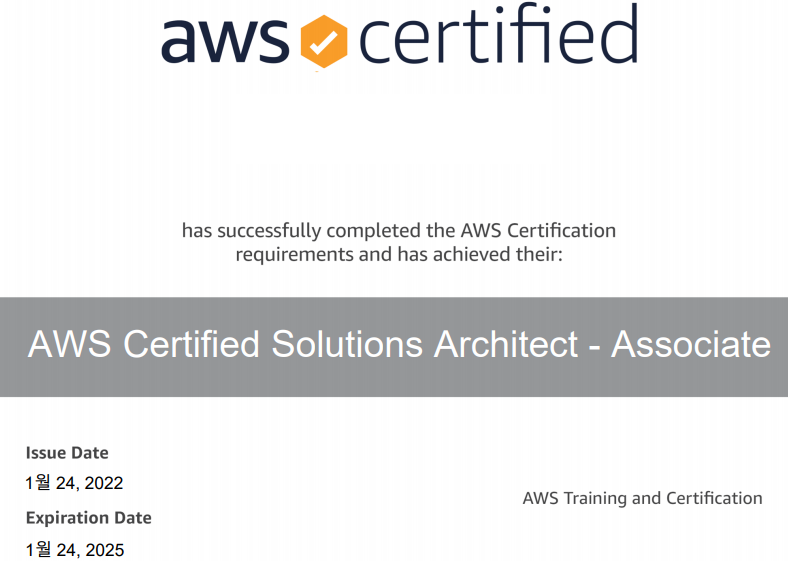 aws certified
has successfully completed the AWS Certification
requirements and has achieved their:
AWS Certified Solutions Architect - Associate
Issue Date
1월 24, 2022
AWS Training and Certification
Expiration Date
1월 24, 2025